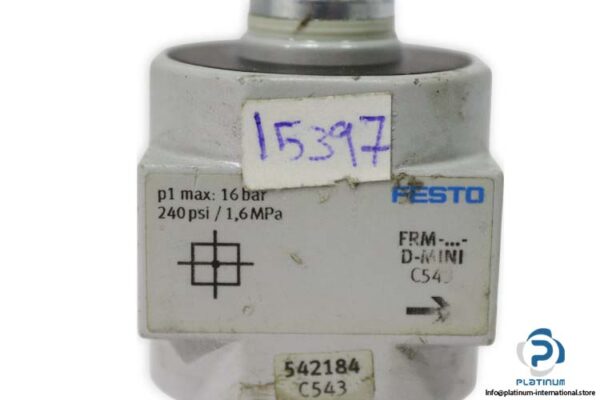 15397
p1 max: 16 bar
240 psi / 1,6 MPa
FESTO
FRM-...-
D-MINI
C543
542184
C543
PLATINUM
Info@platinum-international.store